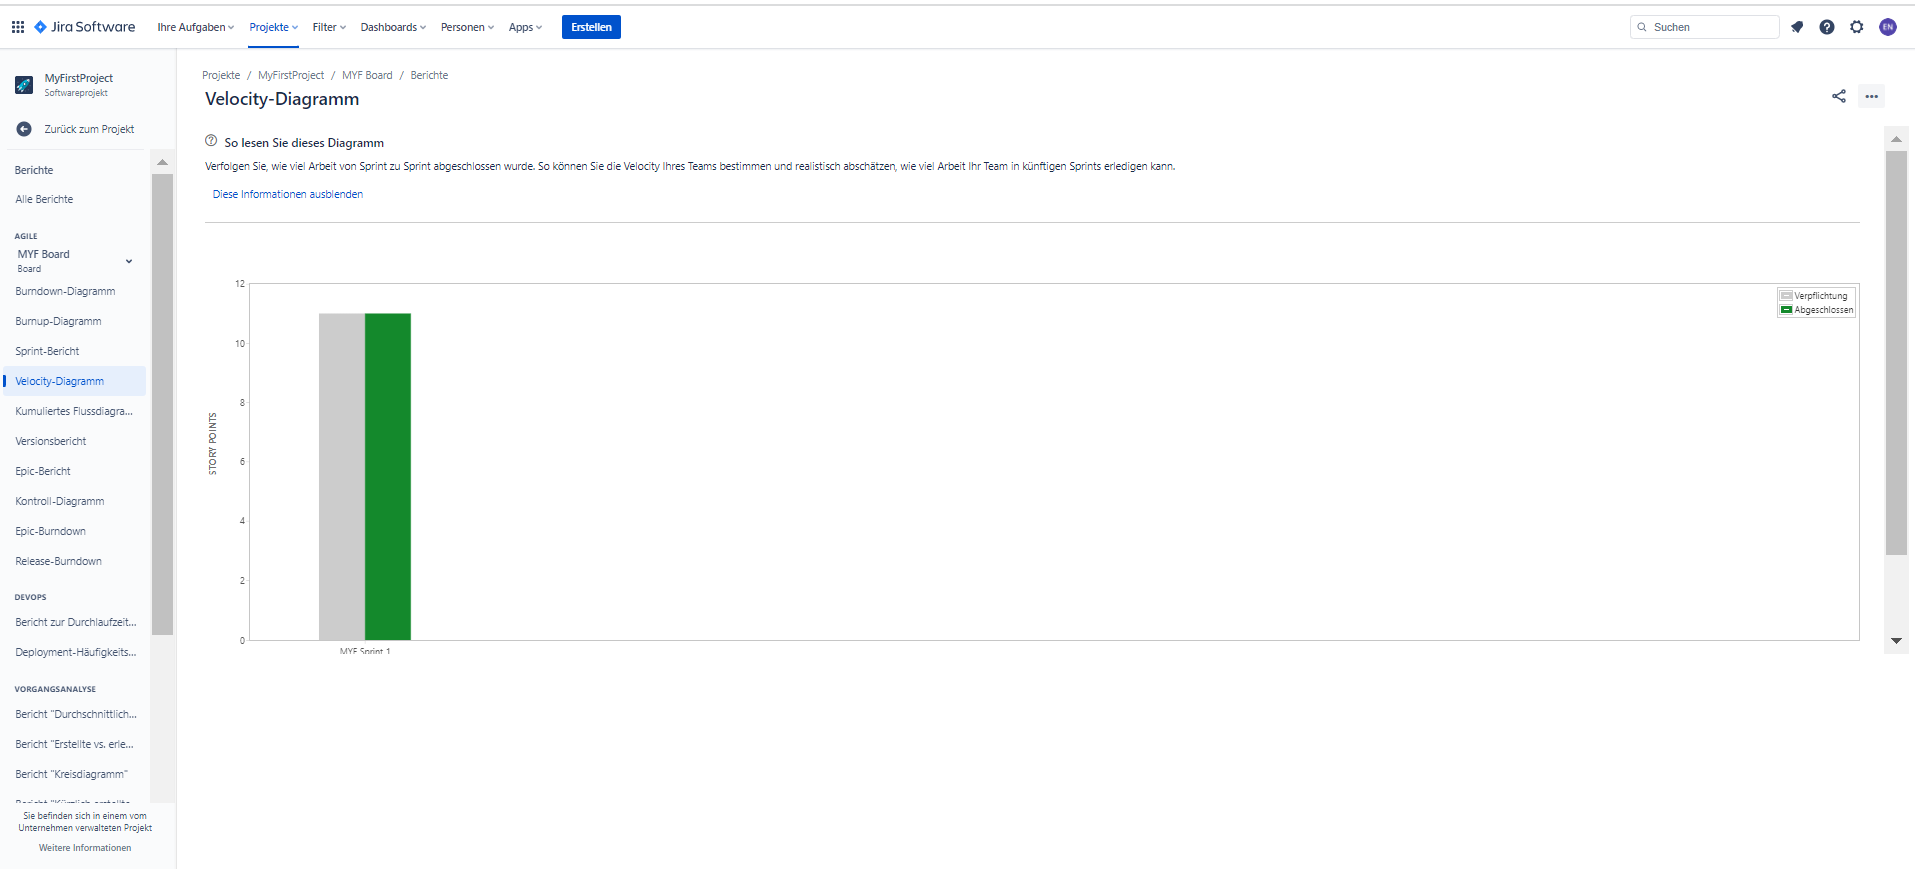 Jira Software
Ihre Aufgaben
Projekte
Filter
Dashboards
Personen
Apps
Erstellen
Suchen
EN
MyFirstProject
Softwareprojekt
Zurück zum Projekt
Berichte
Alle Berichte
AGILE
MYF Board
Board
Burndown-Diagramm
Burnup-Diagramm
Sprint-Bericht
Velocity-Diagramm
Kumuliertes Flussdiagra...
Versionsbericht
Epic-Bericht
Kontroll-Diagramm
Epic-Burndown
Release-Burndown
DEVOPS
Bericht zur Durchlaufzeit...
Deployment-Häufigkeits...
VORGANGSANALYSE
Bericht "Durchschnittlich...
Bericht "Erstellte vs. erle...
Bericht "Kreisdiagramm"
Bericht "Kürzlich erstellte
Sie befinden sich in einem vom
Unternehmen verwalteten Projekt
Weitere Informationen
Projekte / MyFirstProject / MYF Board / Berichte
Velocity-Diagramm
So lesen Sie dieses Diagramm
Verfolgen Sie, wie viel Arbeit von Sprint zu Sprint abgeschlossen wurde. So können Sie die Velocity Ihres Teams bestimmen und realistisch abschätzen, wie viel Arbeit Ihr Team in künftigen Sprints erledigen kann.
Diese Informationen ausblenden
STORY POINTS
12
10
8
6
4
2
0
MYF Sprint 1
Verpflichtung
Abgeschlossen